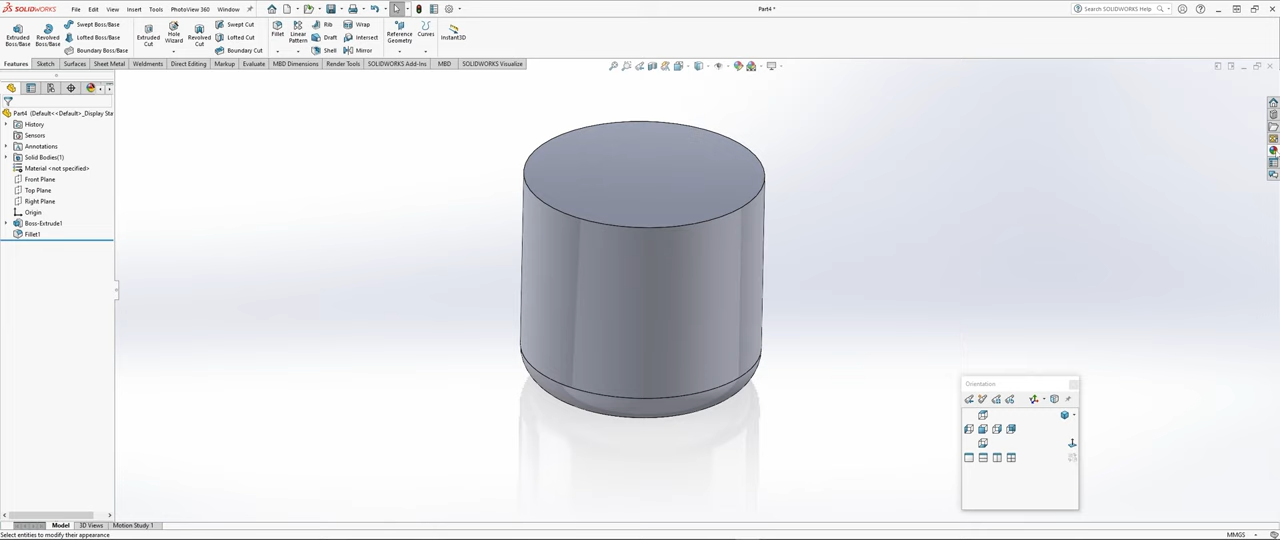 SOLIDWORKS File Edit View Insert Tools PhotoView 360 Window Part4 * Search SOLIDWORKS Help
Extruded Boss/Base
Revolved Boss/Base
Swept Boss/Base
Lofted Boss/Base
Boundary Boss/Base
Extruded Cut
Hole Wizard
Revolved Cut
Swept Cut
Lofted Cut
Boundary Cut
Fillet
Linear Pattern
Rib
Draft
Shell
Wrap
Intersect
Mirror
Reference Geometry
Curves
Instant3D
Features Sketch Surfaces Sheet Metal Weldments Direct Editing Markup Evaluate MBD Dimensions Render Tools SOLIDWORKS Add-Ins MBD SOLIDWORKS Visualize
Part4 (Default<<Default>_Display Sta
History
Sensors
Annotations
Solid Bodies(1)
Material <not specified>
Front Plane
Top Plane
Right Plane
Origin
Boss-Extrude1
Fillet1
Orientation
Model 3D Views Motion Study 1
Select entities to modify their appearance MMGS